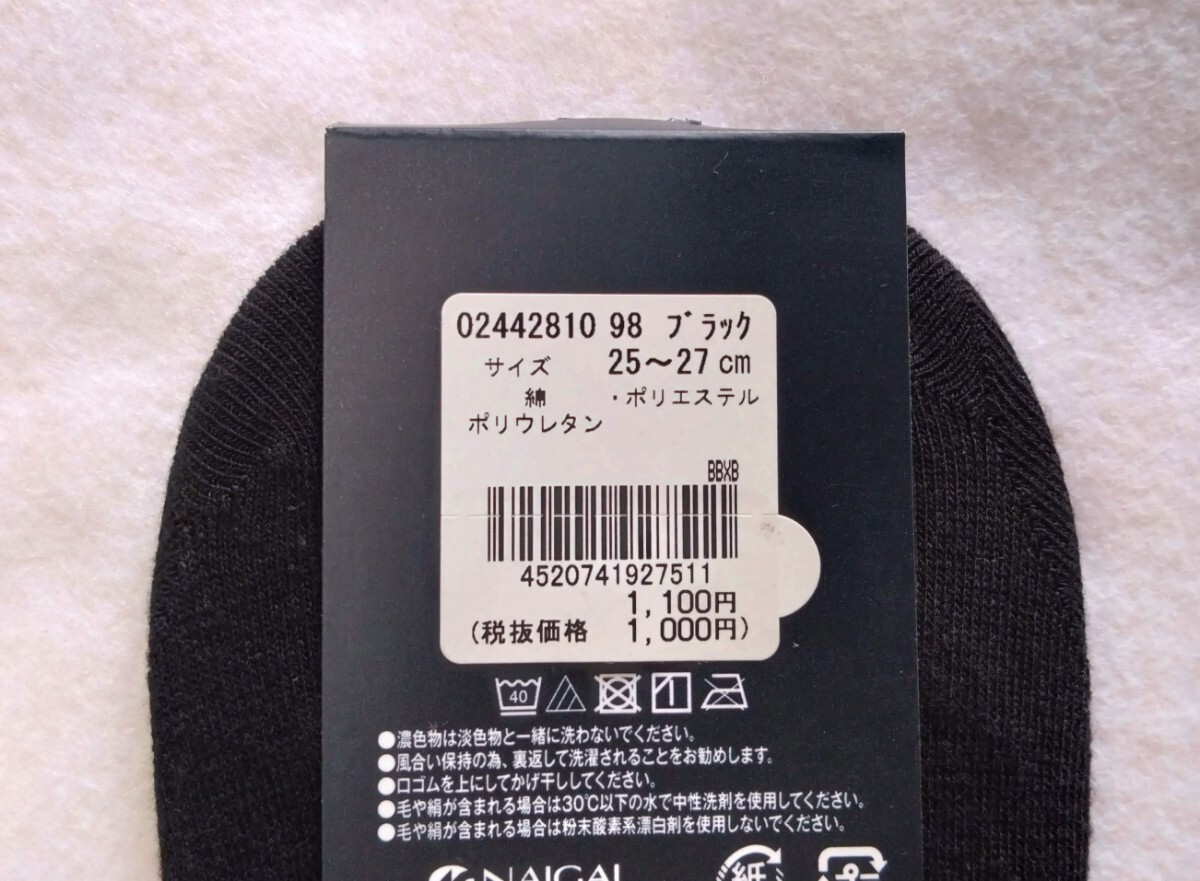 02442810 98 ブラック
サイズ 25～27cm
綿 ・ポリエステル
ポリウレタン
BBXB
4520741927511
1,100円
(税抜価格 1,000円)
40
●濃色物は淡色物と一緒に洗わないでください。
●風合い保持の為、裏返して洗濯されることをお勧めします。
●口ゴムを上にしてかげ干ししてください。
●毛や絹が含まれる場合は30℃以下の水で中性洗剤を使用してください。
●毛や絹が含まれる場合は粉末酸素系漂白剤を使用しないでください。
NAIGAI 紙 プラ